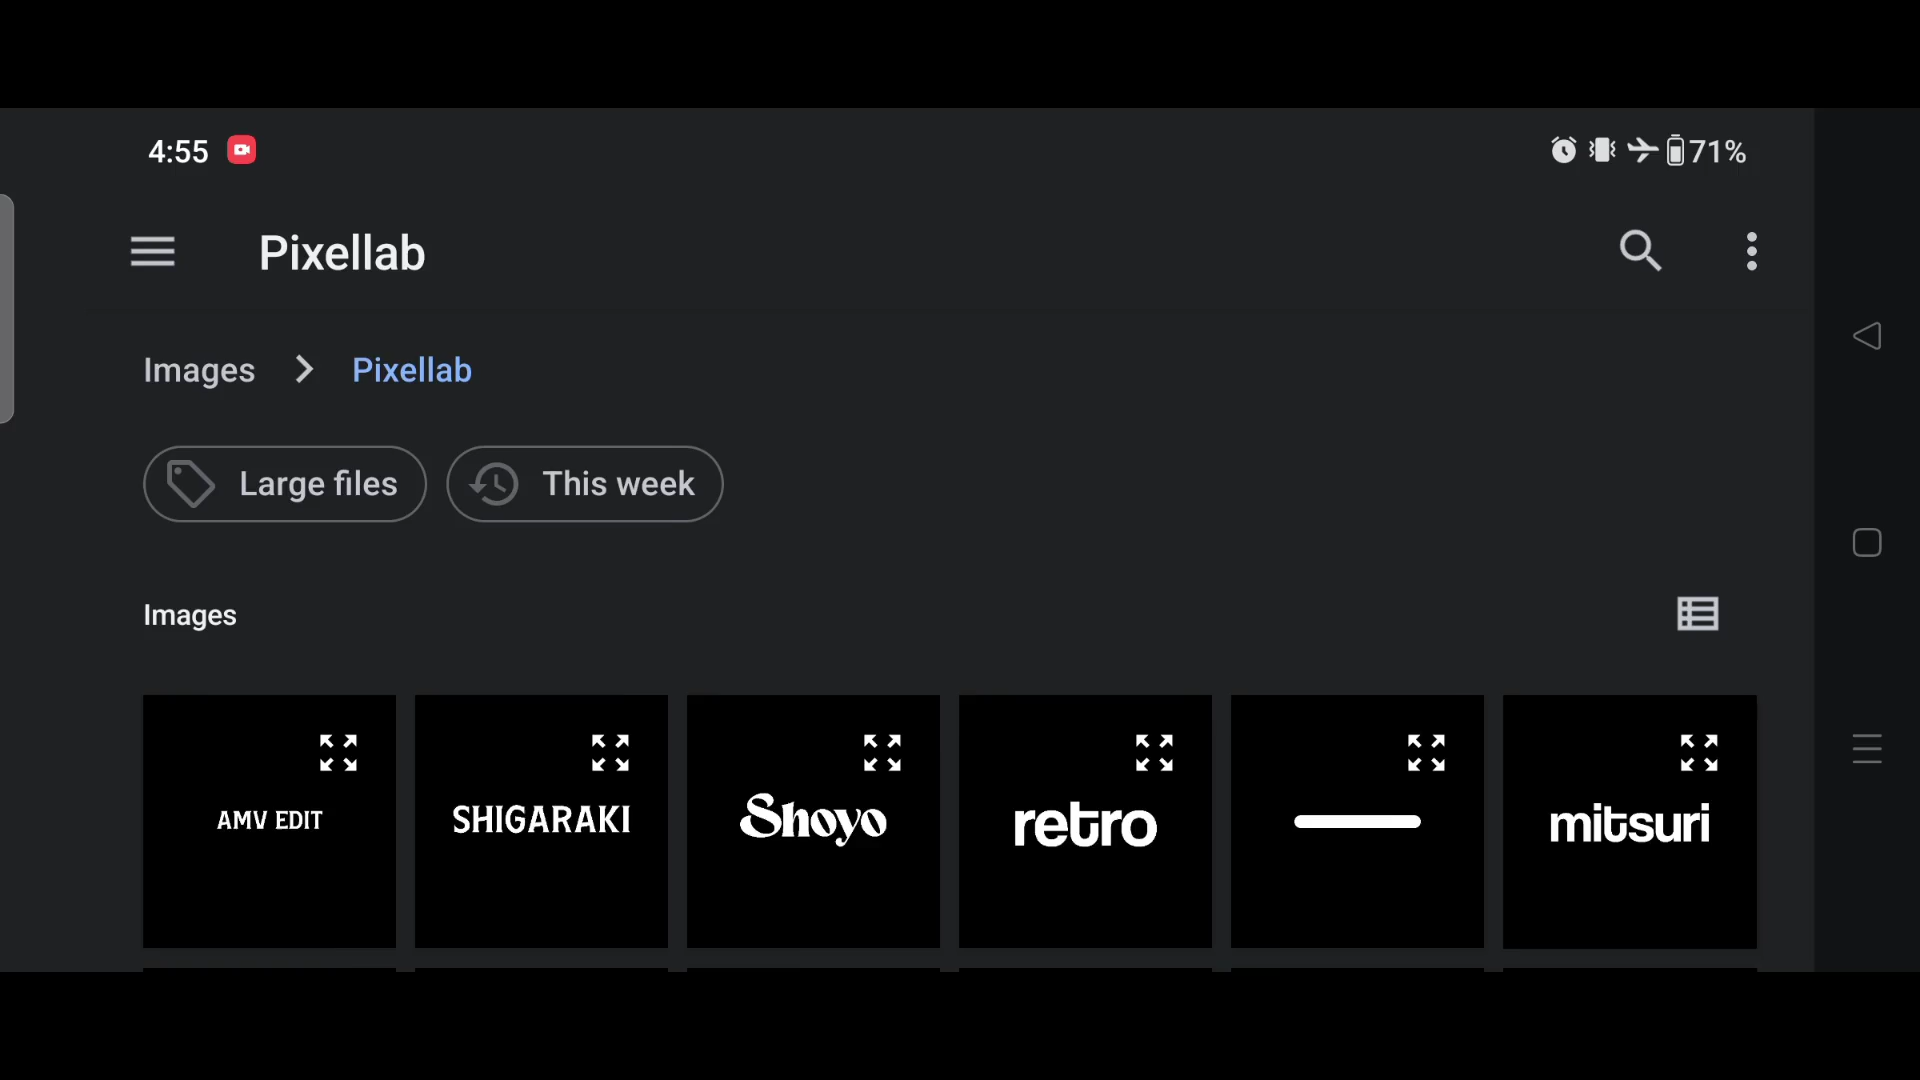 4:55 71%
Pixellab
Images Pixellab
Large files This week
Images
AMV EDIT SHIGARAKI Shoyo retro mitsuri